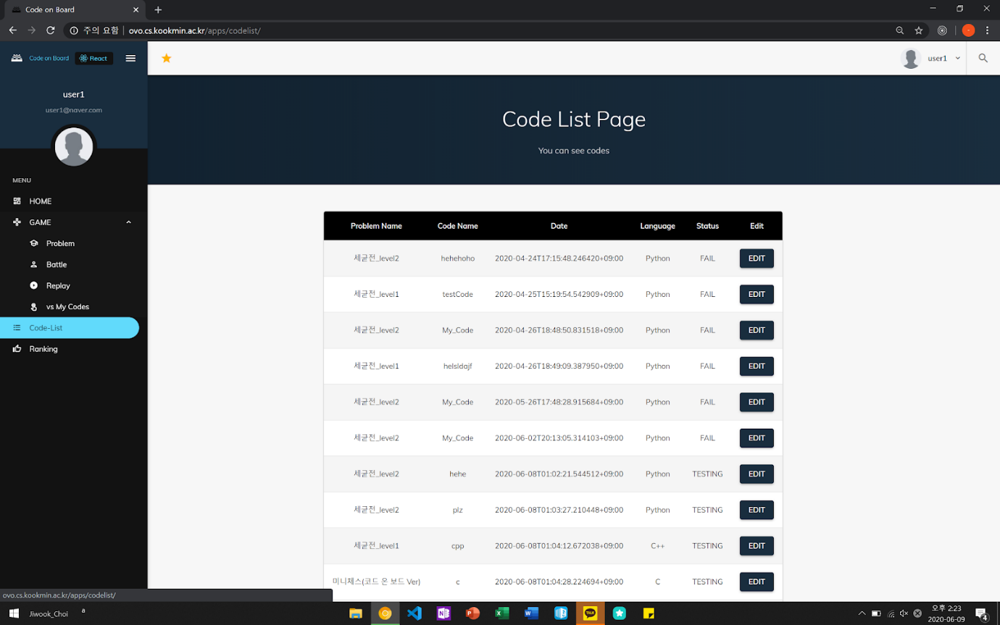 Code on Board
주의 요함 | ovo.cs.kookmin.ac.kr/apps/codelist/
Code on Board React
user1
user1
user1@naver.com
Code List Page
You can see codes
MENU
HOME
GAME
Problem
Battle
Replay
vs My Codes
Code-List
Ranking
Problem Name Code Name Date Language Status Edit
세균전_level2 hehehoho 2020-04-24T17:15:48.246420+09:00 Python FAIL EDIT
세균전_level1 testCode 2020-04-25T15:19:54.542909+09:00 Python FAIL EDIT
세균전_level2 My_Code 2020-04-26T18:48:50.831518+09:00 Python FAIL EDIT
세균전_level1 helsldajf 2020-04-26T18:49:09.387950+09:00 Python FAIL EDIT
세균전_level2 My_Code 2020-05-26T17:48:28.915684+09:00 Python FAIL EDIT
세균전_level2 My_Code 2020-06-02T20:13:05.314103+09:00 Python FAIL EDIT
세균전_level2 hehe 2020-06-08T01:02:21.544512+09:00 Python TESTING EDIT
세균전_level2 plz 2020-06-08T01:03:27.210448+09:00 Python TESTING EDIT
세균전_level1 cpp 2020-06-08T01:04:12.672038+09:00 C++ TESTING EDIT
미니체스(코드 온 보드 Ver) c 2020-06-08T01:04:28.224694+09:00 C TESTING EDIT
ovo.cs.kookmin.ac.kr/apps/codelist/
Jiwook_Choi a
오후 2:23
2020-06-09
4